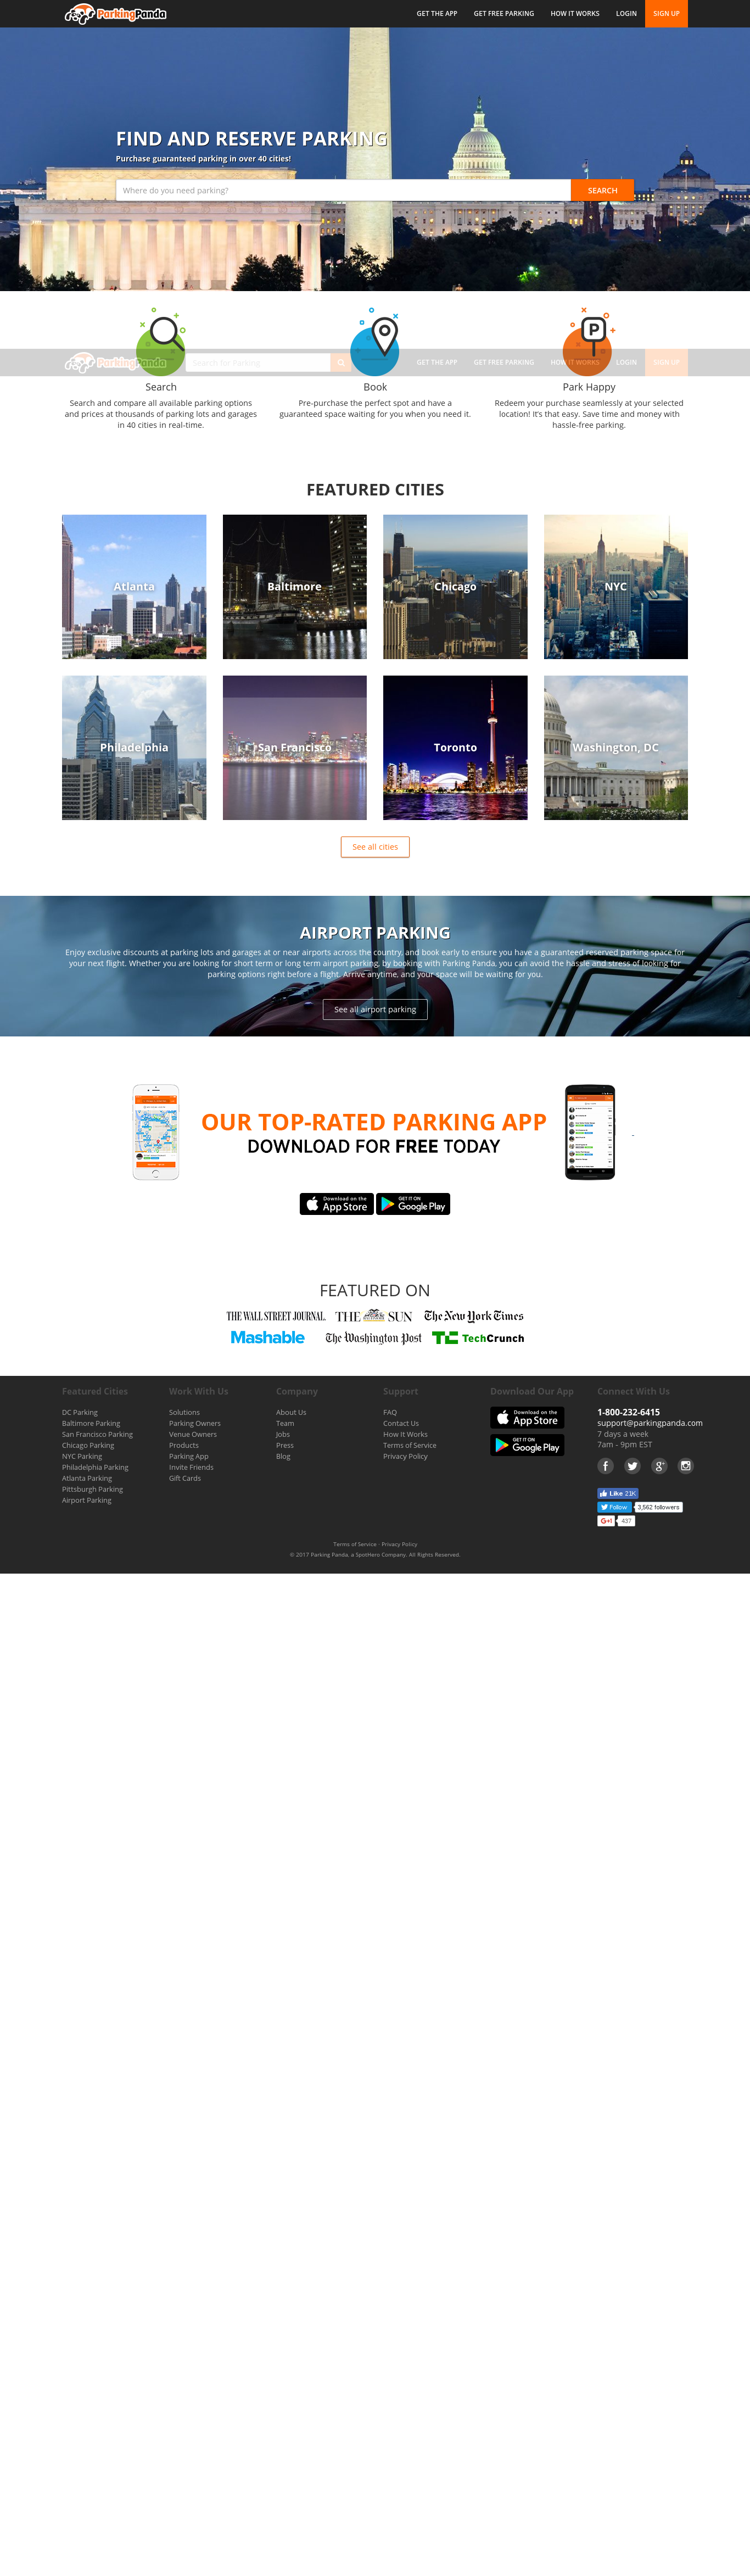 ParkingPanda
GET THE APP
GET FREE PARKING
HOW IT WORKS
LOGIN
SIGN UP
FIND AND RESERVE PARKING
Purchase guaranteed parking in over 40 cities!
Where do you need parking?
SEARCH
P
ParkingPanda
Search for Parking
GET THE APP
GET FREE PARKING
HOW IT WORKS
LOGIN
SIGN UP
Search
Search and compare all available parking options
and prices at thousands of parking lots and garages
in 40 cities in real-time.
Book
Pre-purchase the perfect spot and have a
guaranteed space waiting for you when you need it.
Park Happy
Redeem your purchase seamlessly at your selected
location! It's that easy. Save time and money with
hassle-free parking.
FEATURED CITIES
Atlanta
Baltimore
Chicago
NYC
Philadelphia
San Francisco
Toronto
Washington, DC
See all cities
AIRPORT PARKING
Enjoy exclusive discounts at parking lots and garages at or near airports across the country, and book early to ensure you have a guaranteed reserved parking space for
your next flight. Whether you are looking for short term or long term airport parking, by booking with Parking Panda, you can avoid the hassle and stress of looking for
parking options right before a flight. Arrive anytime, and your space will be waiting for you.
See all airport parking
OUR TOP-RATED PARKING APP
DOWNLOAD FOR FREE TODAY
Download on the
App Store
GET IT ON
Google Play
FEATURED ON
THE WALL STREET JOURNAL.
THE SUN
The New York Times
Mashable
The Washington Post
TC TechCrunch
Featured Cities
DC Parking
Baltimore Parking
San Francisco Parking
Chicago Parking
NYC Parking
Philadelphia Parking
Atlanta Parking
Pittsburgh Parking
Airport Parking
Work With Us
Solutions
Parking Owners
Venue Owners
Products
Parking App
Invite Friends
Gift Cards
Company
About Us
Team
Jobs
Press
Blog
Support
FAQ
Contact Us
How It Works
Terms of Service
Privacy Policy
Download Our App
Download on the
App Store
GET IT ON
Google Play
Connect With Us
1-800-232-6415
support@parkingpanda.com
7 days a week
7am - 9pm EST
Like 21K
Follow
3,562 followers
G+1
437
Terms of Service · Privacy Policy
© 2017 Parking Panda, a SpotHero Company. All Rights Reserved.